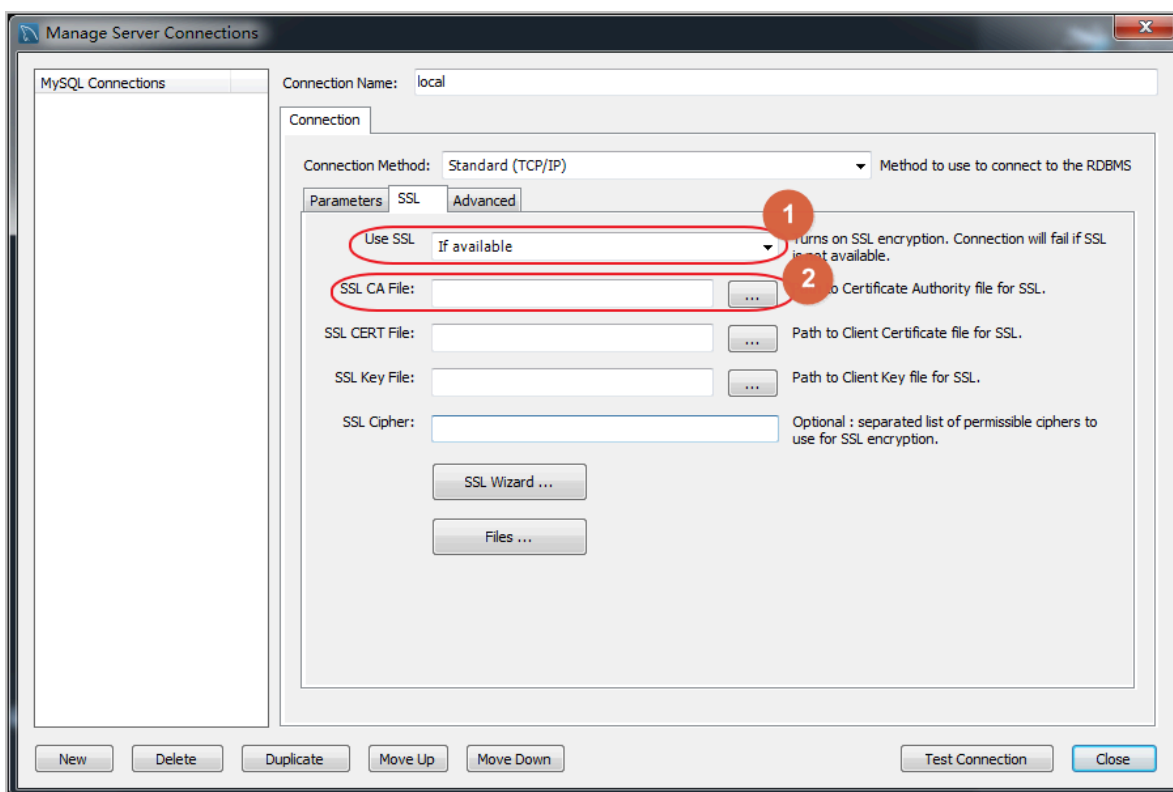 Manage Server Connections
MySQL Connections
Connection Name: local
Connection
Connection Method: Standard (TCP/IP) Method to use to connect to the RDBMS
Parameters SSL Advanced
1
Use SSL If available Turns on SSL encryption. Connection will fail if SSL
is not available.
2
SSL CA File: ... to Certificate Authority file for SSL.
SSL CERT File: ... Path to Client Certificate file for SSL.
SSL Key File: ... Path to Client Key file for SSL.
SSL Cipher: Optional : separated list of permissible ciphers to
use for SSL encryption.
SSL Wizard ...
Files ...
New Delete Duplicate Move Up Move Down Test Connection Close